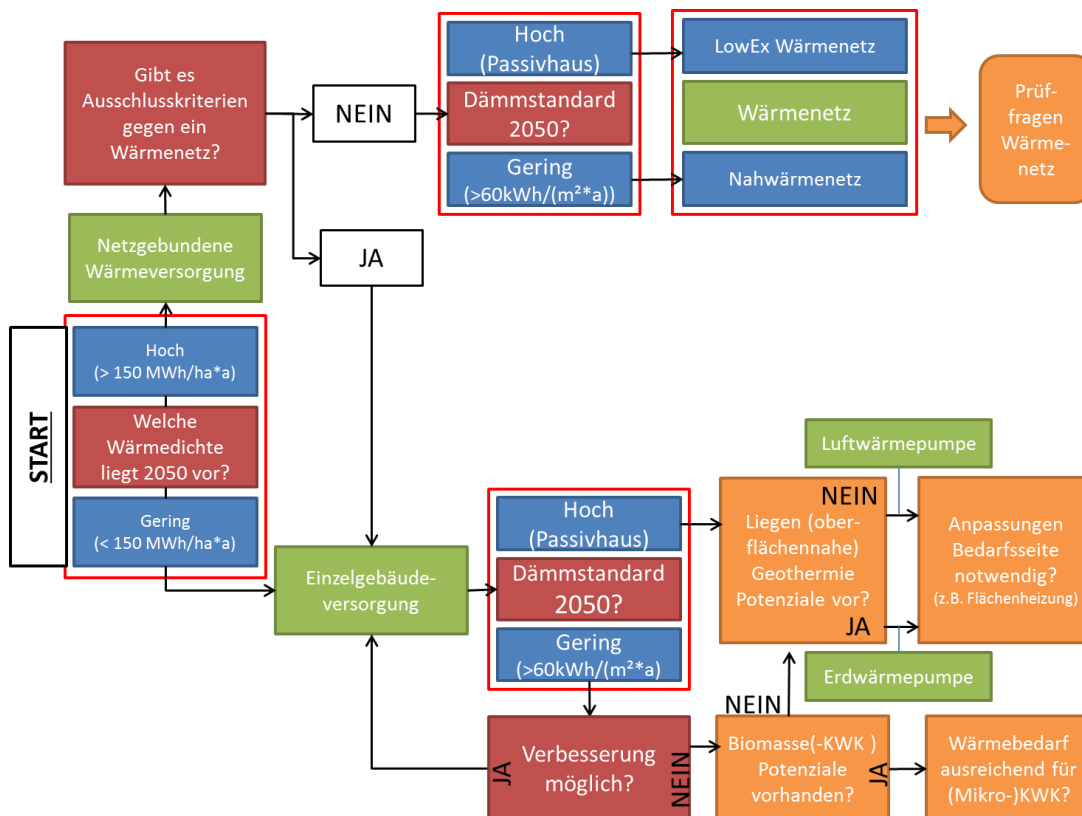 Gibt es
Ausschlusskriterien
gegen ein
Wärmenetz?
NEIN
Hoch
(Passivhaus)
Dämmstandard
2050?
Gering
(>60kWh/(m²*a))
LowEx Wärmenetz
Wärmenetz
Nahwärmenetz
Prüf-
fragen
Wärme-
netz
Netzgebundene
Wärmeversorgung
JA
START
Hoch
(> 150 MWh/ha*a)
Welche
Wärmedichte
liegt 2050 vor?
Gering
(< 150 MWh/ha*a)
Einzelgebäude-
versorgung
Hoch
(Passivhaus)
Dämmstandard
2050?
Gering
(>60kWh/(m²*a)
Luftwärmepumpe
NEIN
Liegen (ober-
flächennahe)
Geothermie
Potenziale vor?
JA
Anpassungen
Bedarfsseite
notwendig?
(z.B. Flächenheizung)
Erdwärmepumpe
NEIN
JA
Verbesserung
möglich?
NEIN
Biomasse(-KWK )
Potenziale
vorhanden?
JA
Wärmebedarf
ausreichend für
(Mikro-)KWK?